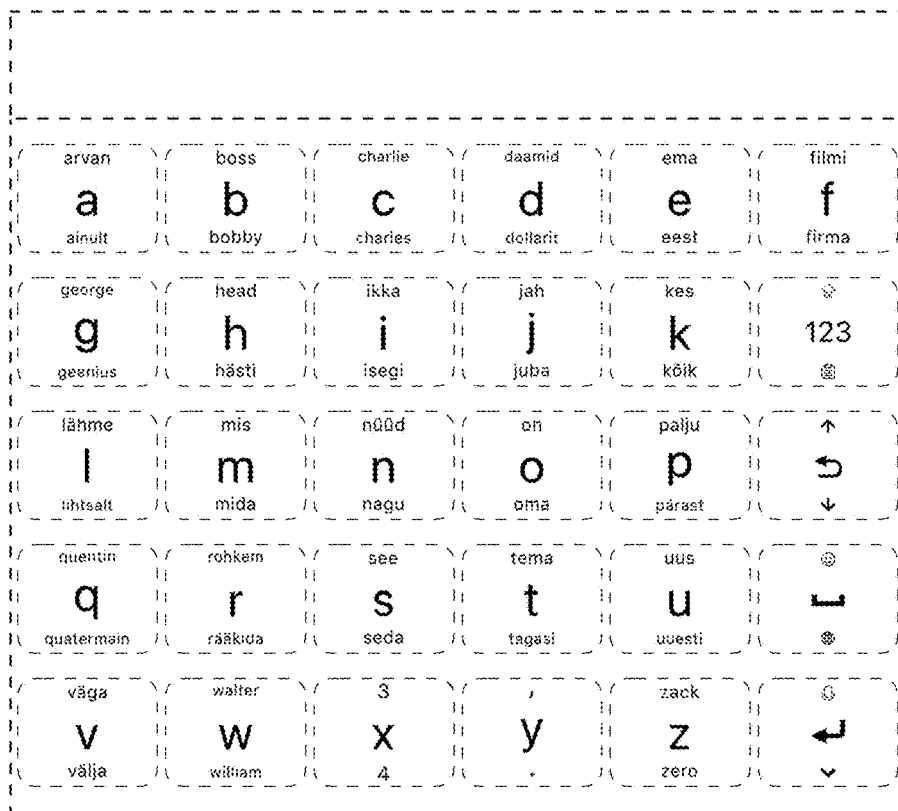 arvan boss charlie daamid ema filmi
a b c d e f
ainult bobby charles dollarit eest firma
george head ikka jah kes
g h i j k 123
geenius hästi isegi juba kõik
lähme mis nüüd on palju ↑
l m n o p
lihtsalt mida nagu oma pärast ↓
quentin rohkem see tema uus
q r s t u
quatermain rääkida seda tagasi uuesti
väga walter 3 , zack
v w x y z
välja william 4 . zero